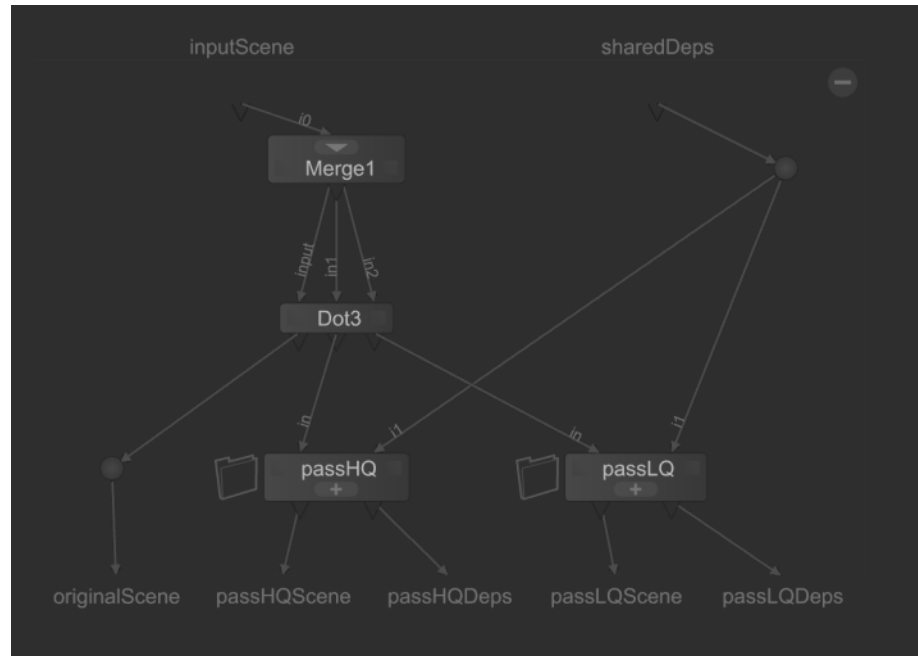 inputScene sharedDeps
i0
Merge1
input in1 in2
Dot3
in i1 in i1
passHQ passLQ
originalScene passHQScene passHQDeps passLQScene passLQDeps